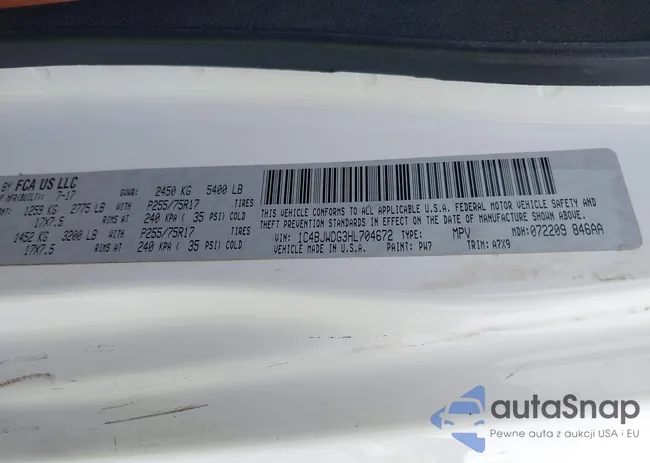 BY FCA US LLC
MFR(BUILT): 7-17 GVWR: 2450 KG 5400 LB
1259 KG 2775 LB WITH P255/75R17 TIRES
17X7.5 RIMS AT 240 KPA ( 35 PSI) COLD
1452 KG 3200 LB WITH P255/75R17 TIRES
17X7.5 RIMS AT 240 KPA ( 35 PSI) COLD
THIS VEHICLE CONFORMS TO ALL APPLICABLE U.S.A. FEDERAL MOTOR VEHICLE SAFETY AND
THEFT PREVENTION STANDARDS IN EFFECT ON THE DATE OF MANUFACTURE SHOWN ABOVE.
VIN: 1C4BJWDG3HL704672 TYPE: MPV MDH: 072209 846AA
VEHICLE MADE IN U.S.A. PAINT: PW7 TRIM: A7X9
autaSnap
Pewne auta z aukcji USA i EU